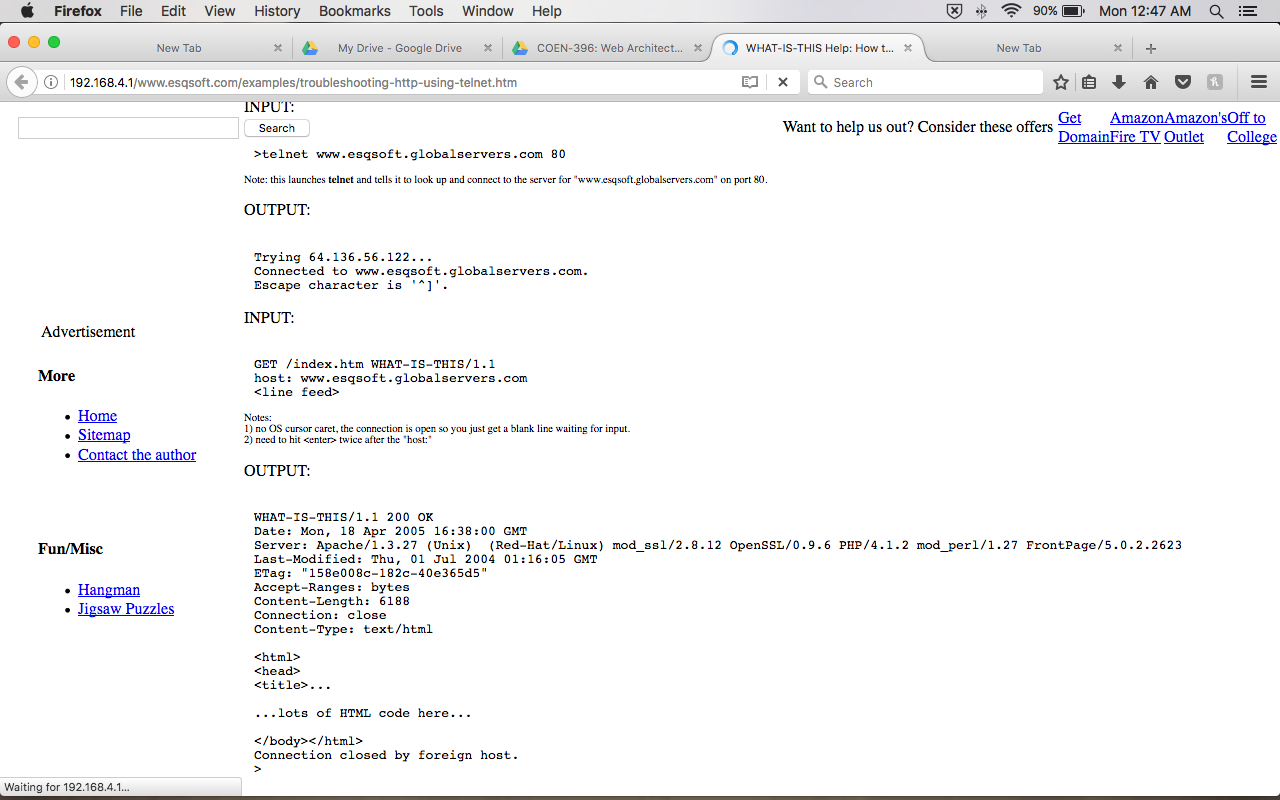 Firefox File Edit View History Bookmarks Tools Window Help 90% Mon 12:47 AM
New Tab My Drive - Google Drive COEN-396: Web Architect... WHAT-IS-THIS Help: How t... New Tab
192.168.4.1/www.esqsoft.com/examples/troubleshooting-http-using-telnet.htm Search
INPUT:
Search
Want to help us out? Consider these offers
Get Domain
Amazon Fire TV
Amazon's Outlet
Off to College
>telnet www.esqsoft.globalservers.com 80
Note: this launches telnet and tells it to look up and connect to the server for "www.esqsoft.globalservers.com" on port 80.
OUTPUT:
Trying 64.136.56.122...
Connected to www.esqsoft.globalservers.com.
Escape character is '^]'.
INPUT:
GET /index.htm WHAT-IS-THIS/1.1
host: www.esqsoft.globalservers.com
<line feed>
Notes:
1) no OS cursor caret, the connection is open so you just get a blank line waiting for input.
2) need to hit <enter> twice after the "host:"
OUTPUT:
WHAT-IS-THIS/1.1 200 OK
Date: Mon, 18 Apr 2005 16:38:00 GMT
Server: Apache/1.3.27 (Unix)  (Red-Hat/Linux) mod_ssl/2.8.12 OpenSSL/0.9.6 PHP/4.1.2 mod_perl/1.27 FrontPage/5.0.2.2623
Last-Modified: Thu, 01 Jul 2004 01:16:05 GMT
ETag: "158e008c-182c-40e365d5"
Accept-Ranges: bytes
Content-Length: 6188
Connection: close
Content-Type: text/html
<html>
<head>
<title>...
...lots of HTML code here...
</body></html>
Connection closed by foreign host.
>
Advertisement
More
Home
Sitemap
Contact the author
Fun/Misc
Hangman
Jigsaw Puzzles
Waiting for 192.168.4.1...